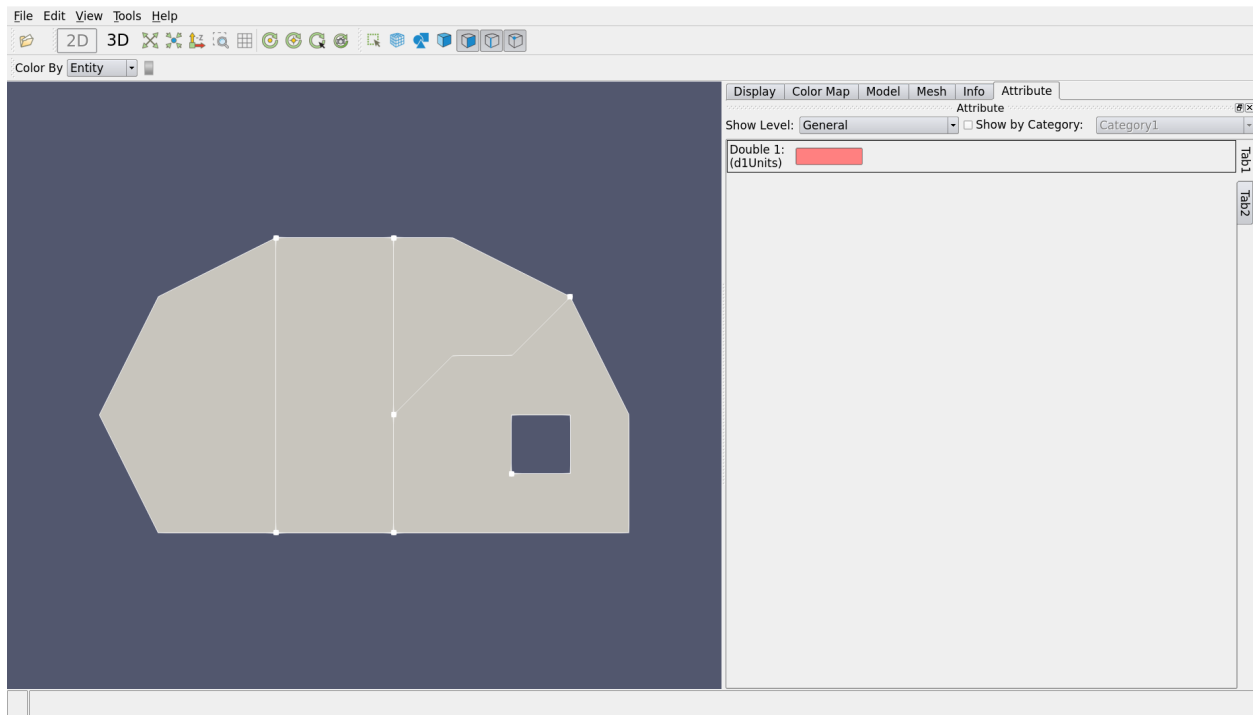 File Edit View Tools Help
2D 3D
Color By Entity
Display Color Map Model Mesh Info Attribute
Attribute
Show Level: General Show by Category: Category1
Double 1:
(d1Units)
Tab1
Tab2